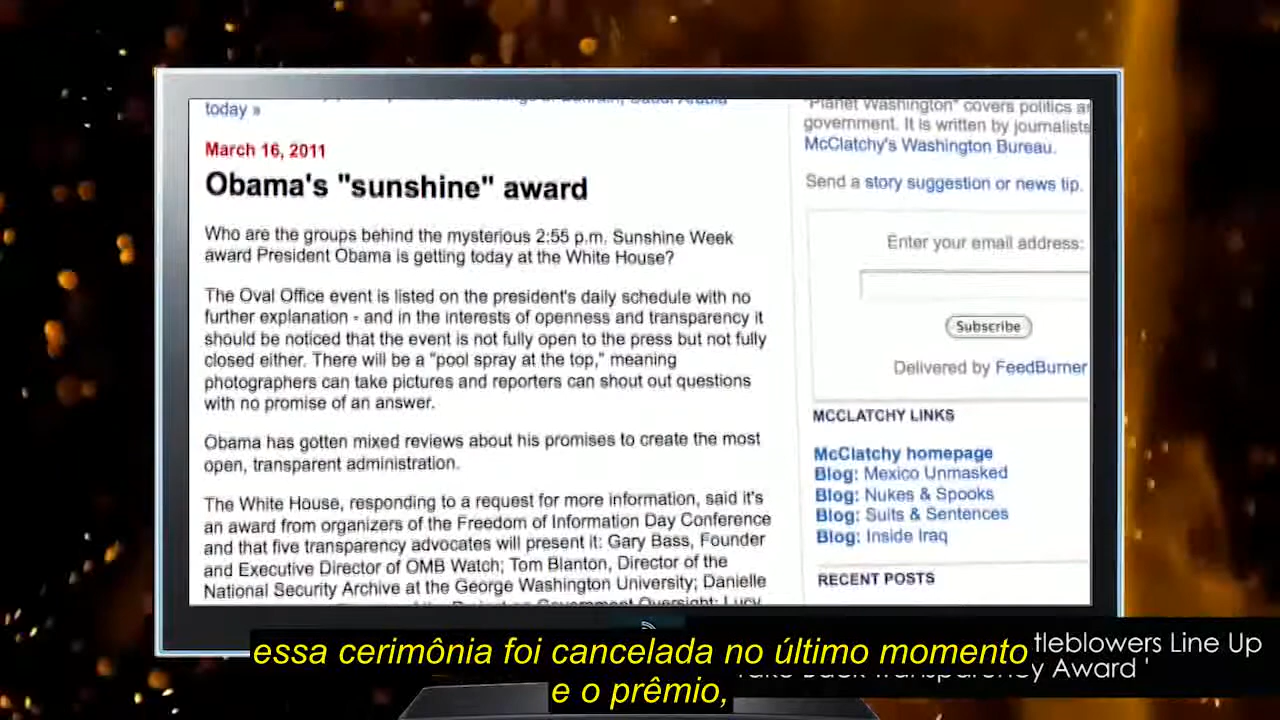 today »
March 16, 2011
Obama's "sunshine" award
Who are the groups behind the mysterious 2:55 p.m. Sunshine Week
award President Obama is getting today at the White House?
The Oval Office event is listed on the president's daily schedule with no
further explanation - and in the interests of openness and transparency it
should be noticed that the event is not fully open to the press but not fully
closed either. There will be a "pool spray at the top," meaning
photographers can take pictures and reporters can shout out questions
with no promise of an answer.
Obama has gotten mixed reviews about his promises to create the most
open, transparent administration.
The White House, responding to a request for more information, said it's
an award from organizers of the Freedom of Information Day Conference
and that five transparency advocates will present it: Gary Bass, Founder
and Executive Director of OMB Watch; Tom Blanton, Director of the
National Security Archive at the George Washington University; Danielle
Government Oversight; Lucy
"Planet Washington" covers politics
government. It is written by journalists
McClatchy's Washington Bureau.
Send a story suggestion or news tip.
Enter your email address:
Subscribe
Delivered by FeedBurner
MCCLATCHY LINKS
McClatchy homepage
Blog: Mexico Unmasked
Blog: Nukes & Spooks
Blog: Suits & Sentences
Blog: Inside Iraq
RECENT POSTS
tleblowers Line Up
Award '
essa cerimônia foi cancelada no último momento
e o prêmio,